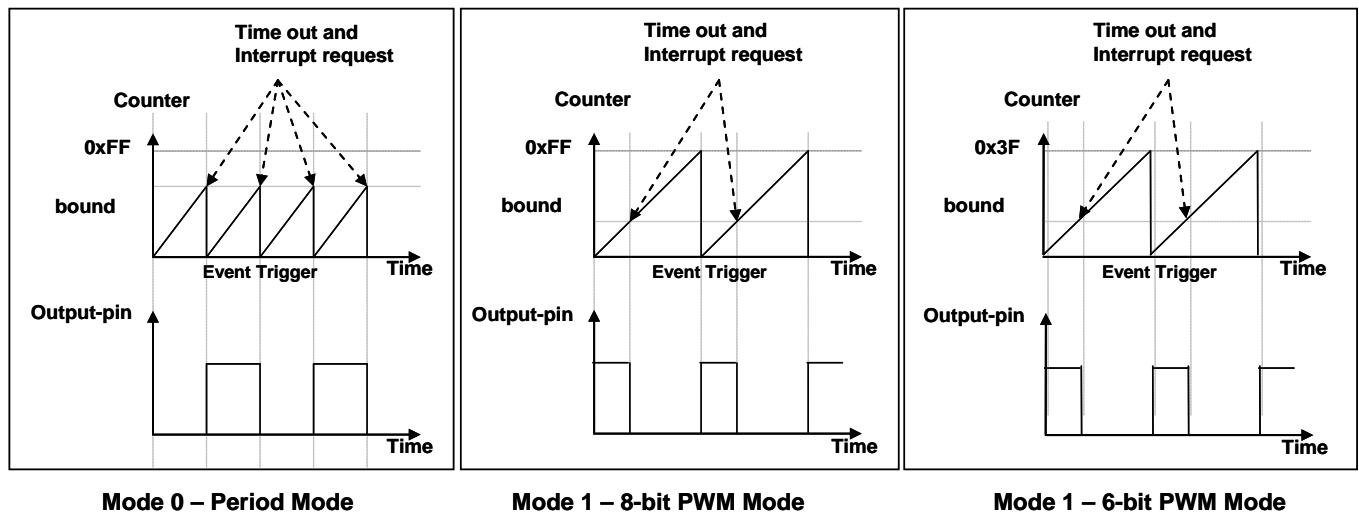 Time out and
Interrupt request
Counter
0xFF
bound
Time
Event Trigger
Output-pin
Time
Mode 0 – Period Mode
Time out and
Interrupt request
Counter
0xFF
bound
Time
Event Trigger
Output-pin
Time
Mode 1 – 8-bit PWM Mode
Time out and
Interrupt request
Counter
0x3F
bound
Time
Event Trigger
Output-pin
Time
Mode 1 – 6-bit PWM Mode